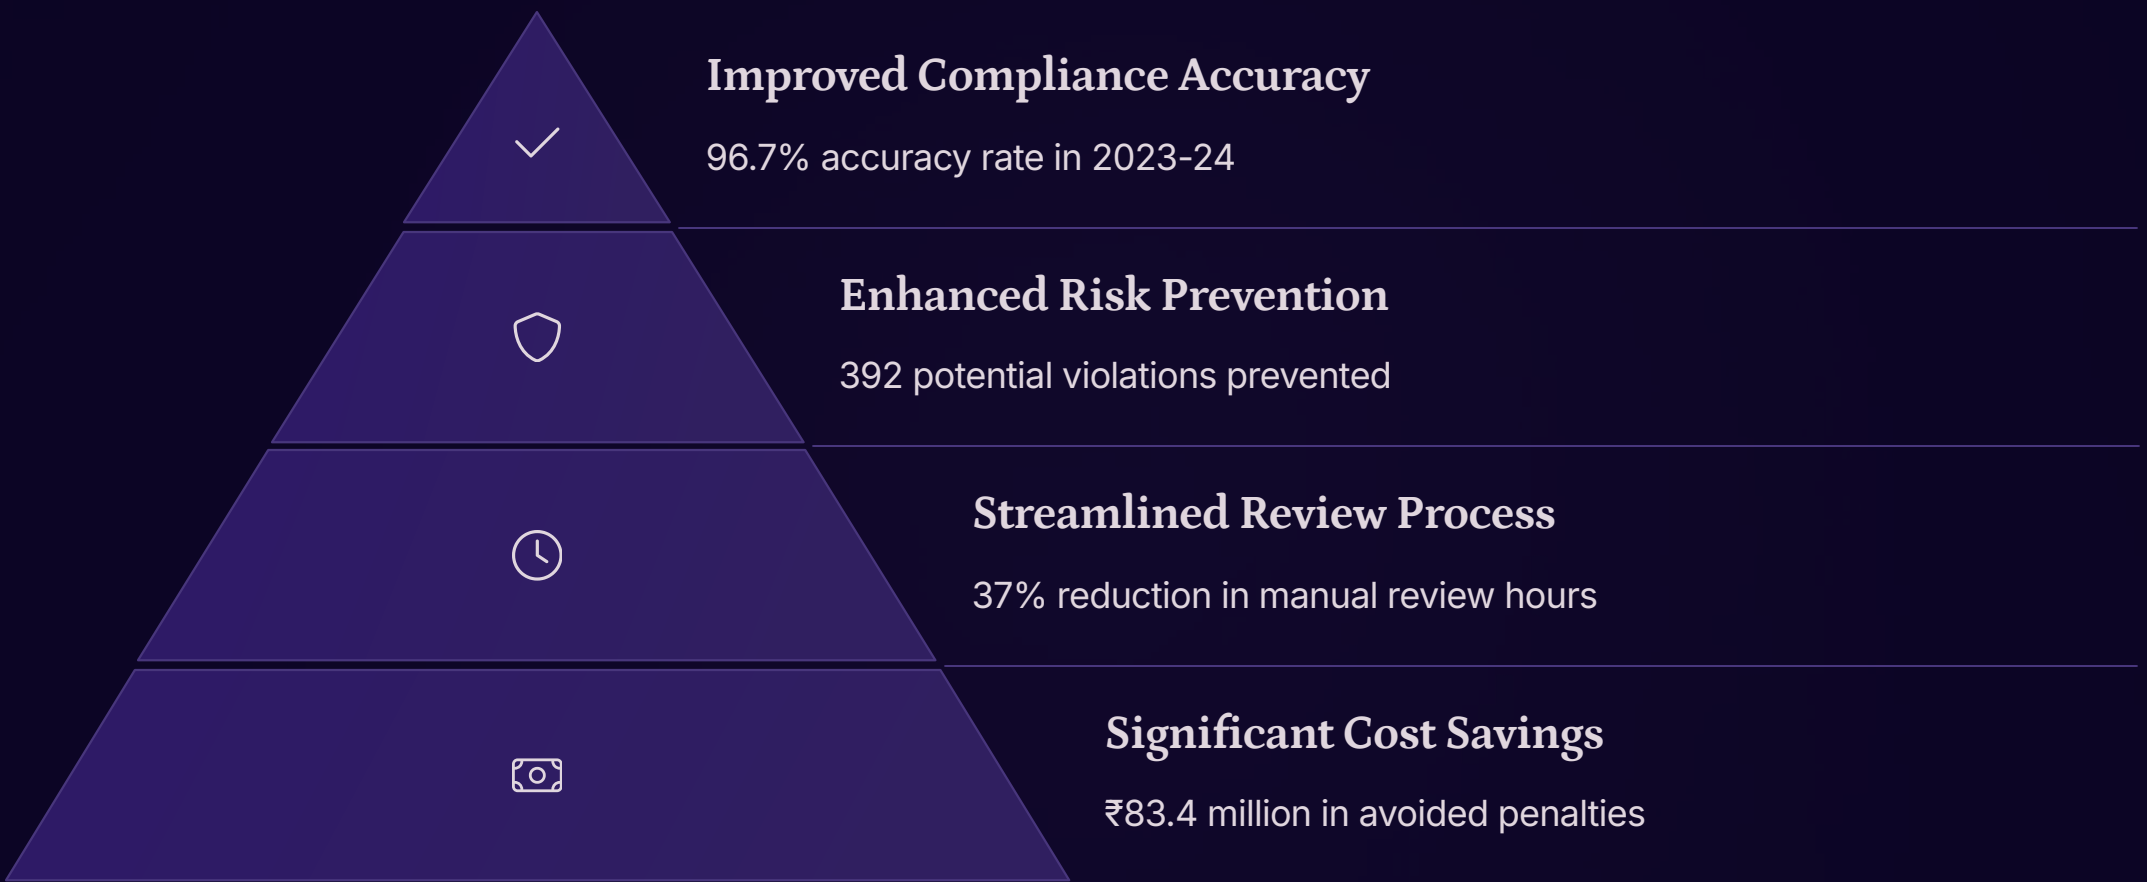 Improved Compliance Accuracy
96.7% accuracy rate in 2023-24
Enhanced Risk Prevention
392 potential violations prevented
Streamlined Review Process
37% reduction in manual review hours
Significant Cost Savings
₹83.4 million in avoided penalties